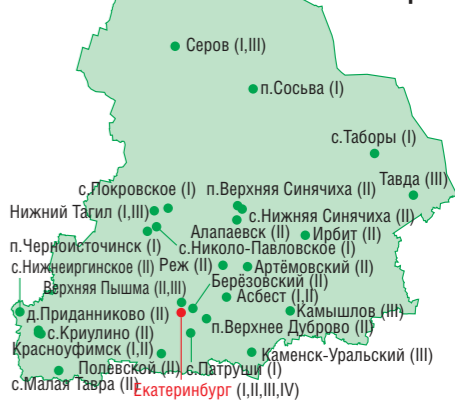 Серов (I,III)
п.Сосьва (I)
с.Таборы (I)
Тавда (III)
с.Покровское (I)
п.Верхняя Синячиха (II)
Нижний Тагил (I,III)
с.Нижняя Синячиха (II)
Алапаевск (II)
Ирбит (II)
п.Черноисточинск (I)
с.Николо-Павловское (I)
с.Нижнеиргинское (II)
Реж (II)
Артёмовский (II)
Верхняя Пышма (II,III)
Берёзовский (II)
Асбест (I,II)
д.Приданниково (II)
Камышлов (III)
с.Криулино (II)
п.Верхнее Дуброво (II)
Красноуфимск (I,II)
Каменск-Уральский (III)
Полевской (II)
с.Патруши (I)
с.Малая Тавра (II)
Екатеринбург (I,II,III,IV)